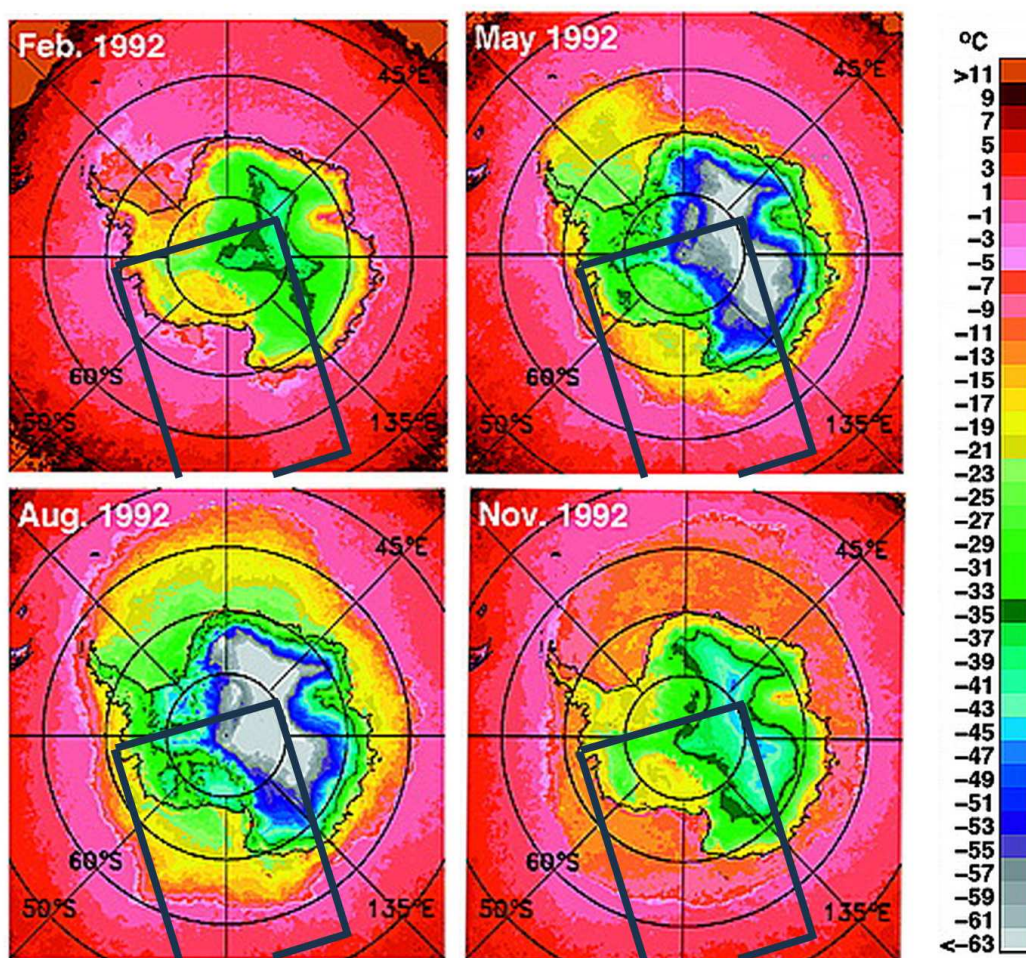 Feb. 1992
45°E
60°S
50°S
135°E
May 1992
45°E
60°S
50°S
135°E
Aug. 1992
45°E
60°S
50°S
135°E
Nov. 1992
45°E
60°S
50°S
135°E
°C
>11
9
7
5
3
1
−1
−3
−5
−7
−9
−11
−13
−15
−17
−19
−21
−23
−25
−27
−29
−31
−33
−35
−37
−39
−41
−43
−45
−47
−49
−51
−53
−55
−57
−59
−61
<−63